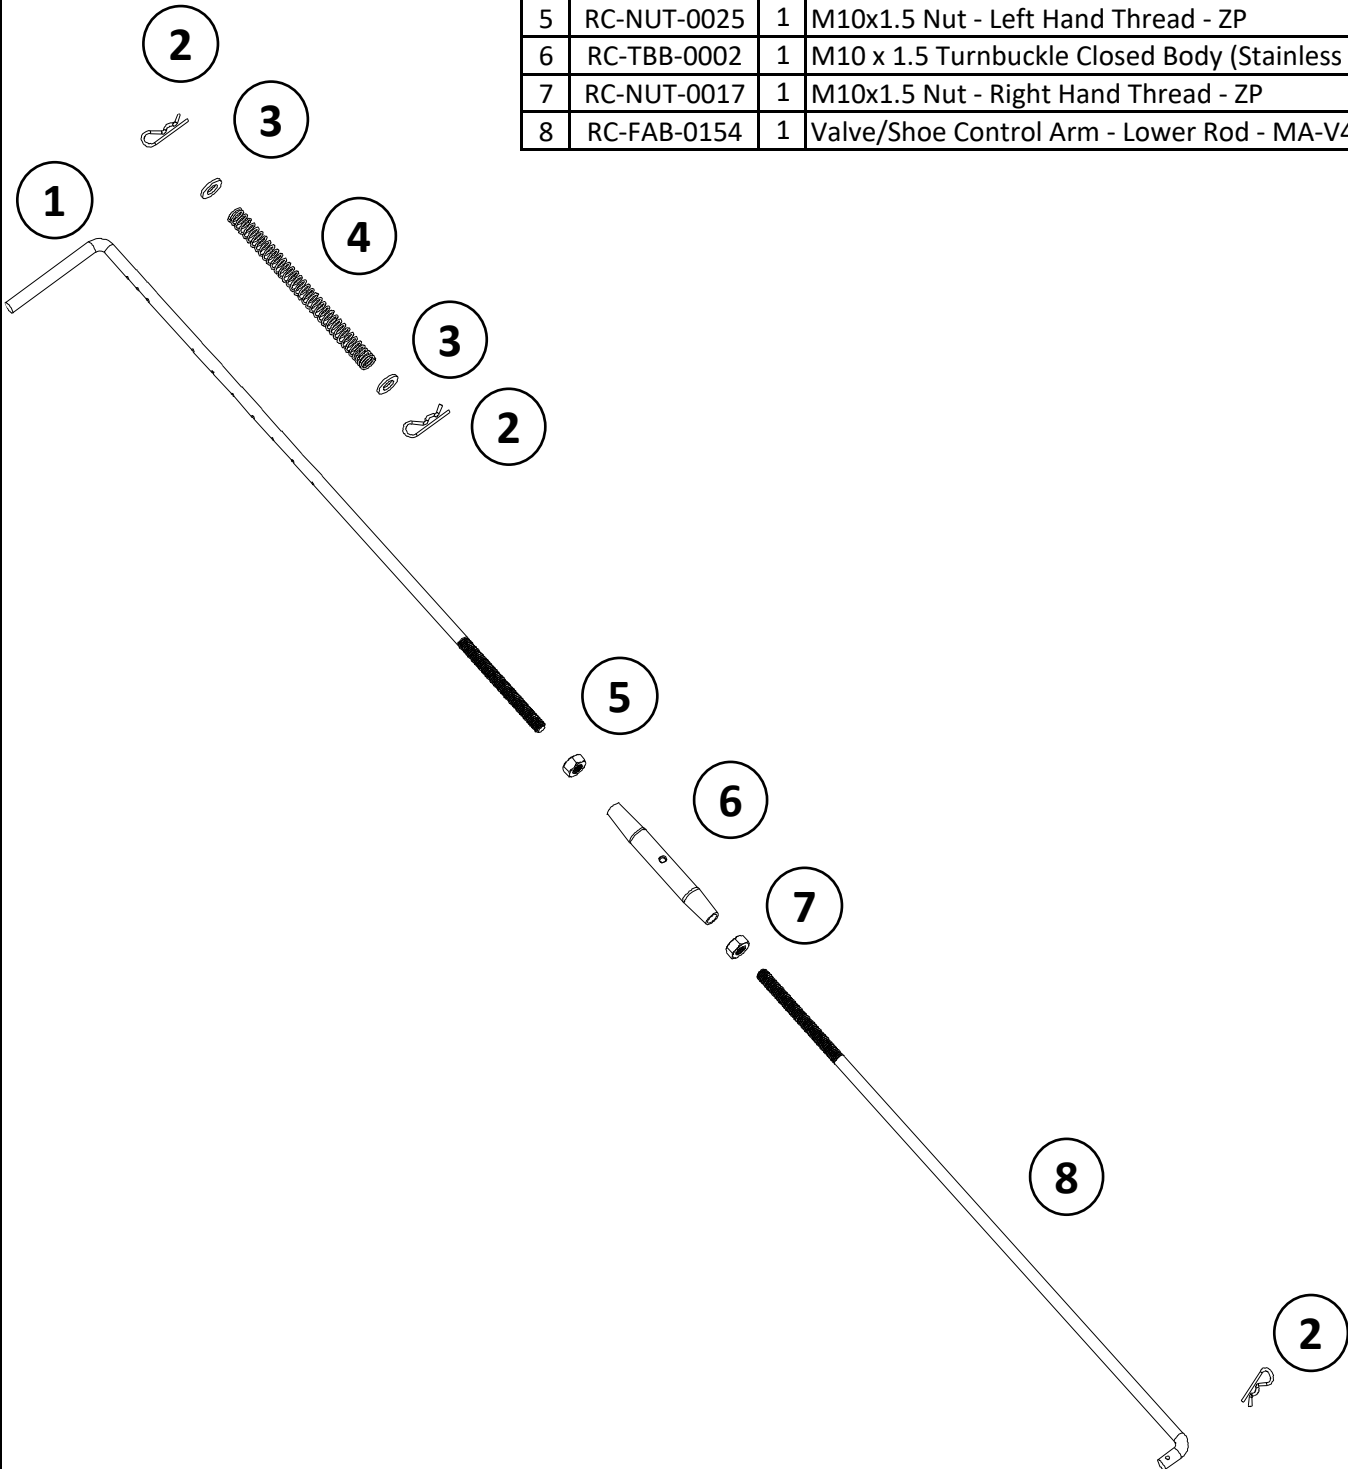 5 RC-NUT-0025 1 M10x1.5 Nut - Left Hand Thread - ZP
6 RC-TBB-0002 1 M10 x 1.5 Turnbuckle Closed Body (Stainless
7 RC-NUT-0017 1 M10x1.5 Nut - Right Hand Thread - ZP
8 RC-FAB-0154 1 Valve/Shoe Control Arm - Lower Rod - MA-V4
2
3
1
4
3
2
5
6
7
8
2